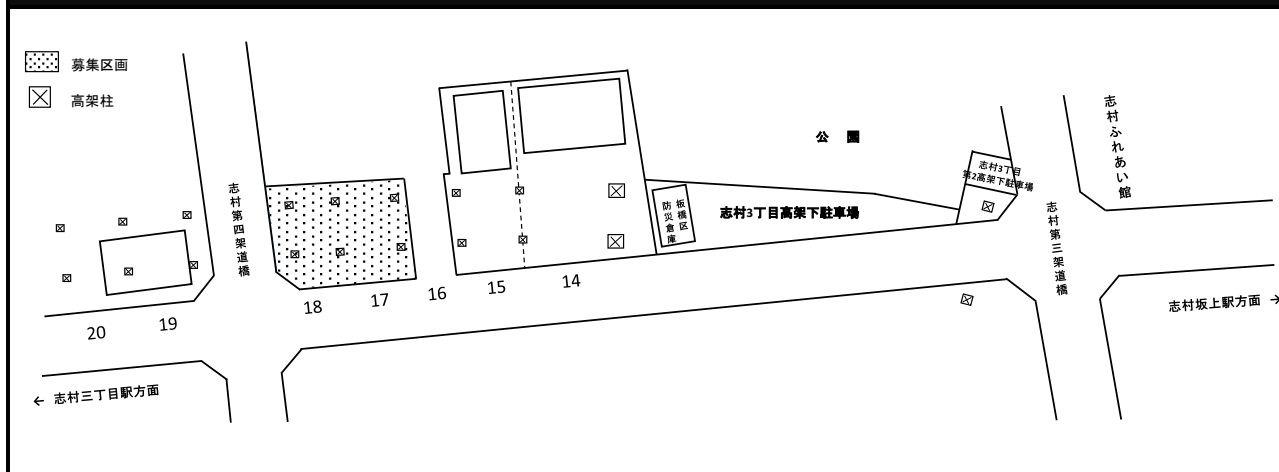 募集区画
高架柱
志村第四架道橋
公園
志村ふれあい館
志村3丁目
第2高架下駐車場
防災倉庫
板橋区
志村3丁目高架下駐車場
志村第三架道橋
20
19
18
17
16
15
14
志村坂上駅方面 →
← 志村三丁目駅方面